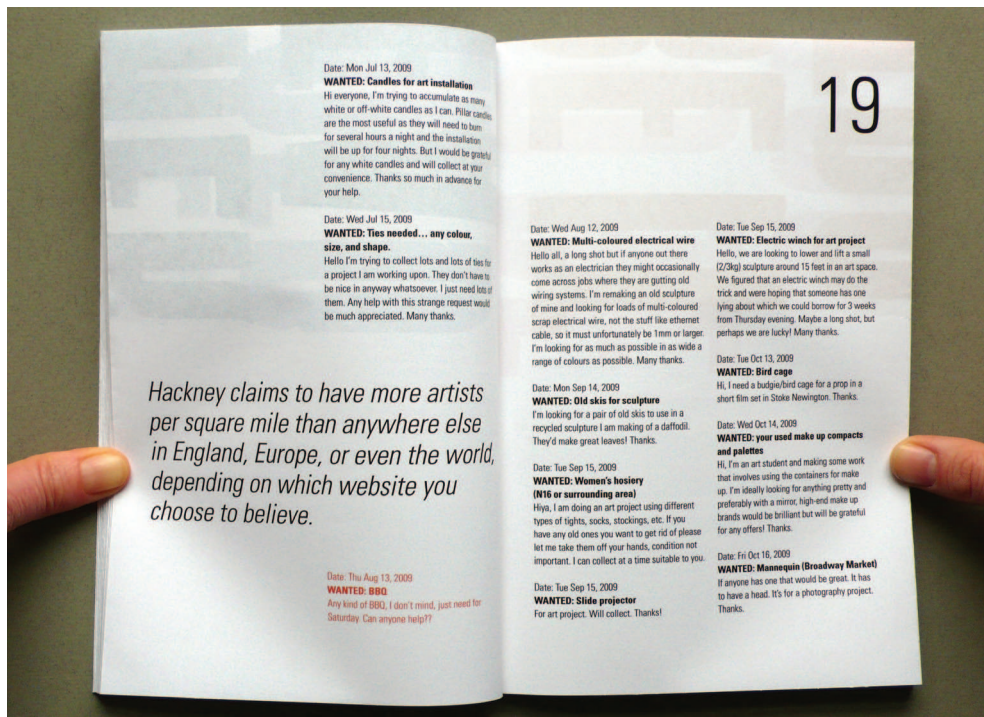 Date: Mon Jul 13, 2009
WANTED: Candles for art installation
Hi everyone, I'm trying to accumulate as many
white or off-white candles as I can. Pillar candles
are the most useful as they will need to burn
for several hours a night and the installation
will be up for four nights. But I would be grateful
for any white candles and will collect at your
convenience. Thanks so much in advance for
your help.
Date: Wed Jul 15, 2009
WANTED: Ties needed… any colour,
size, and shape.
Hello I'm trying to collect lots and lots of ties for
a project I am working upon. They don't have to
be nice in anyway whatsoever. I just need lots of
them. Any help with this strange request would
be much appreciated. Many thanks.
Hackney claims to have more artists
per square mile than anywhere else
in England, Europe, or even the world,
depending on which website you
choose to believe.
Date: Thu Aug 13, 2009
WANTED: BBQ
Any kind of BBQ, I don't mind, just need for
Saturday. Can anyone help??
19
Date: Wed Aug 12, 2009
WANTED: Multi-coloured electrical wire
Hello all, a long shot but if anyone out there
works as an electrician they might occasionally
come across jobs where they are gutting old
wiring systems. I'm remaking an old sculpture
of mine and looking for loads of multi-coloured
scrap electrical wire, not the stuff like ethernet
cable, so it must unfortunately be 1mm or larger.
I'm looking for as much as possible in as wide a
range of colours as possible. Many thanks.
Date: Mon Sep 14, 2009
WANTED: Old skis for sculpture
I'm looking for a pair of old skis to use in a
recycled sculpture I am making of a daffodil.
They'd make great leaves! Thanks.
Date: Tue Sep 15, 2009
WANTED: Women's hosiery
(N16 or surrounding area)
Hiya, I am doing an art project using different
types of tights, socks, stockings, etc. If you
have any old ones you want to get rid of please
let me take them off your hands, condition not
important. I can collect at a time suitable to you.
Date: Tue Sep 15, 2009
WANTED: Slide projector
For art project. Will collect. Thanks!
Date: Tue Sep 15, 2009
WANTED: Electric winch for art project
Hello, we are looking to lower and lift a small
(2/3kg) sculpture around 15 feet in an art space.
We figured that an electric winch may do the
trick and were hoping that someone has one
lying about which we could borrow for 3 weeks
from Thursday evening. Maybe a long shot, but
perhaps we are lucky! Many thanks.
Date: Tue Oct 13, 2009
WANTED: Bird cage
Hi, I need a budgie/bird cage for a prop in a
short film set in Stoke Newington. Thanks.
Date: Wed Oct 14, 2009
WANTED: your used make up compacts
and palettes
Hi, I'm an art student and making some work
that involves using the containers for make
up. I'm ideally looking for anything pretty and
preferably with a mirror, high-end make up
brands would be brilliant but will be grateful
for any offers! Thanks.
Date: Fri Oct 16, 2009
WANTED: Mannequin (Broadway Market)
If anyone has one that would be great. It has
to have a head. It's for a photography project.
Thanks.